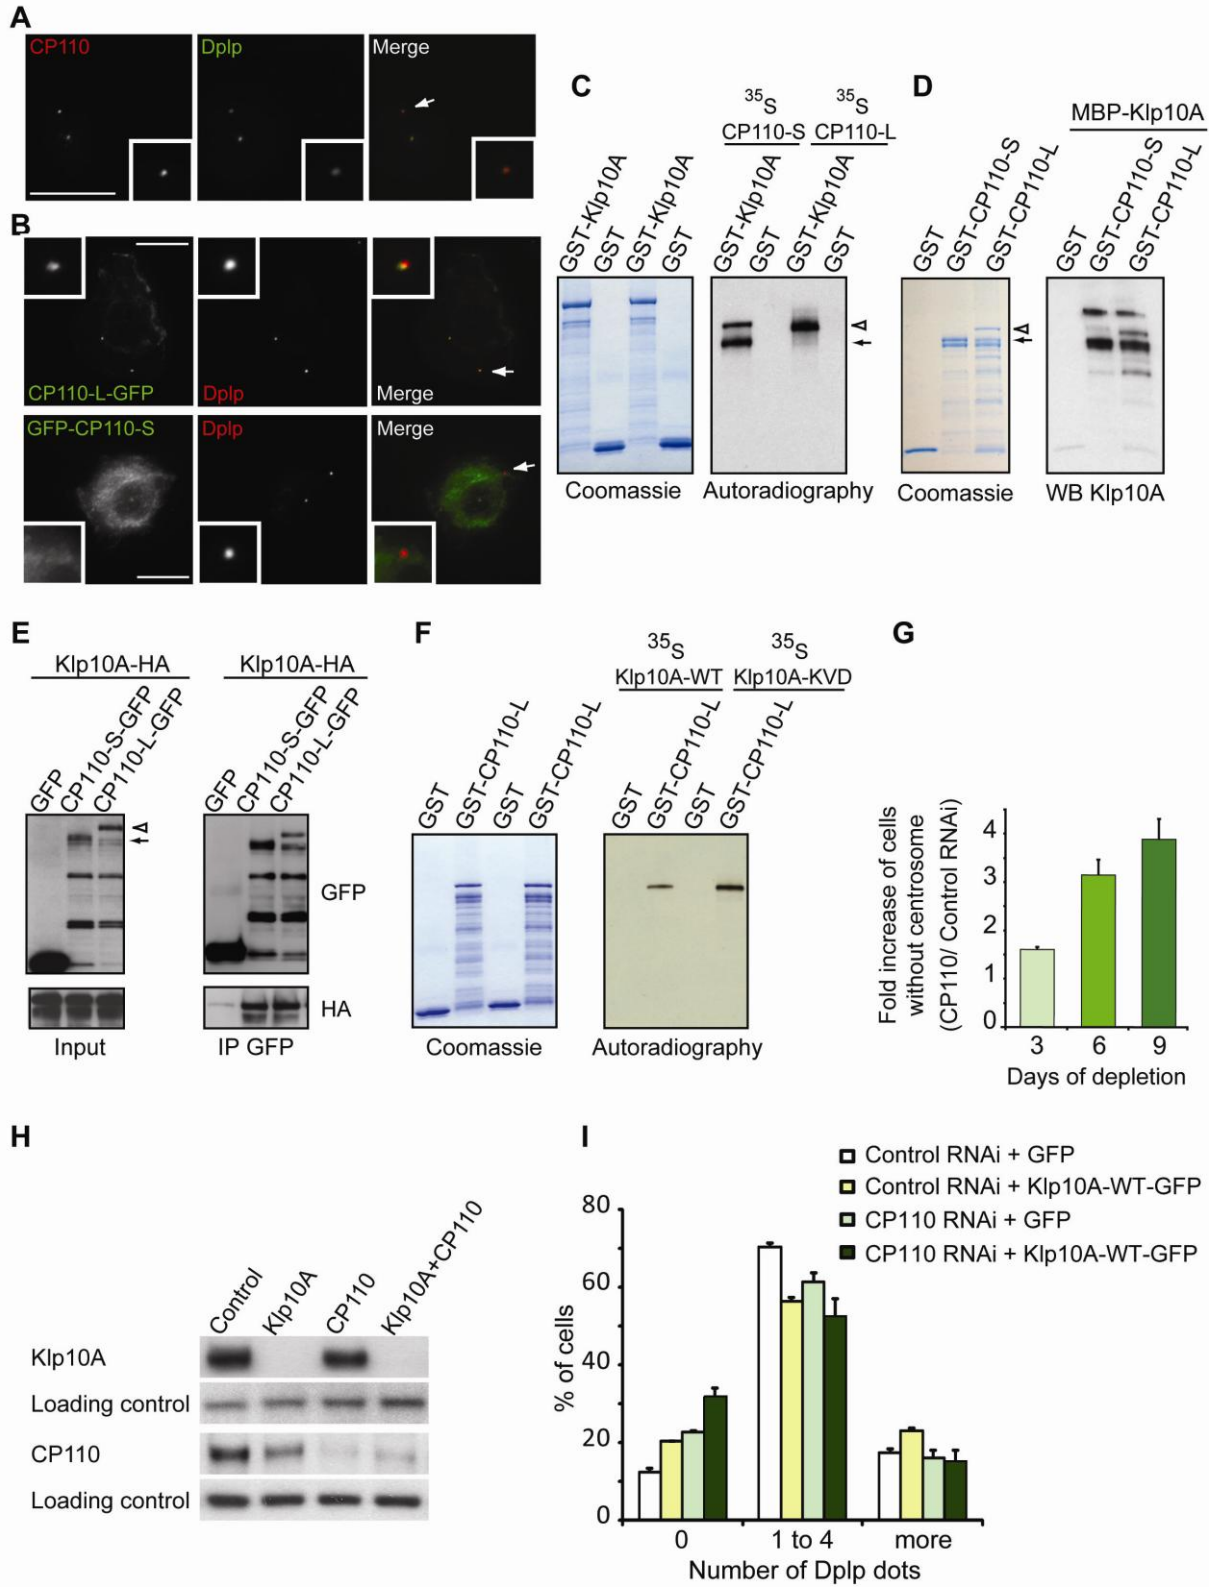 A
CP110
Dplp
Merge
B
CP110-L-GFP
Dplp
Merge
GFP-CP110-S
Dplp
Merge
C
35S
CP110-S
35S
CP110-L
GST-Klp10A
GST
GST-Klp10A
GST
GST-Klp10A
GST
GST-Klp10A
GST
Coomassie
Autoradiography
D
MBP-Klp10A
GST
GST-CP110-S
GST-CP110-L
GST
GST-CP110-S
GST-CP110-L
Coomassie
WB Klp10A
E
Klp10A-HA
Klp10A-HA
GFP
CP110-S-GFP
CP110-L-GFP
GFP
CP110-S-GFP
CP110-L-GFP
GFP
HA
Input
IP GFP
F
35S
Klp10A-WT
35S
Klp10A-KVD
GST
GST-CP110-L
GST
GST-CP110-L
GST
GST-CP110-L
GST
GST-CP110-L
Coomassie
Autoradiography
G
Fold increase of cells
without centrosome
(CP110/ Control RNAi)
4
3
2
1
0
3 6 9
Days of depletion
H
Control
Klp10A
CP110
Klp10A+CP110
Klp10A
Loading control
CP110
Loading control
I
Control RNAi + GFP
Control RNAi + Klp10A-WT-GFP
CP110 RNAi + GFP
CP110 RNAi + Klp10A-WT-GFP
% of cells
80
60
40
20
0
0 1 to 4 more
Number of Dplp dots